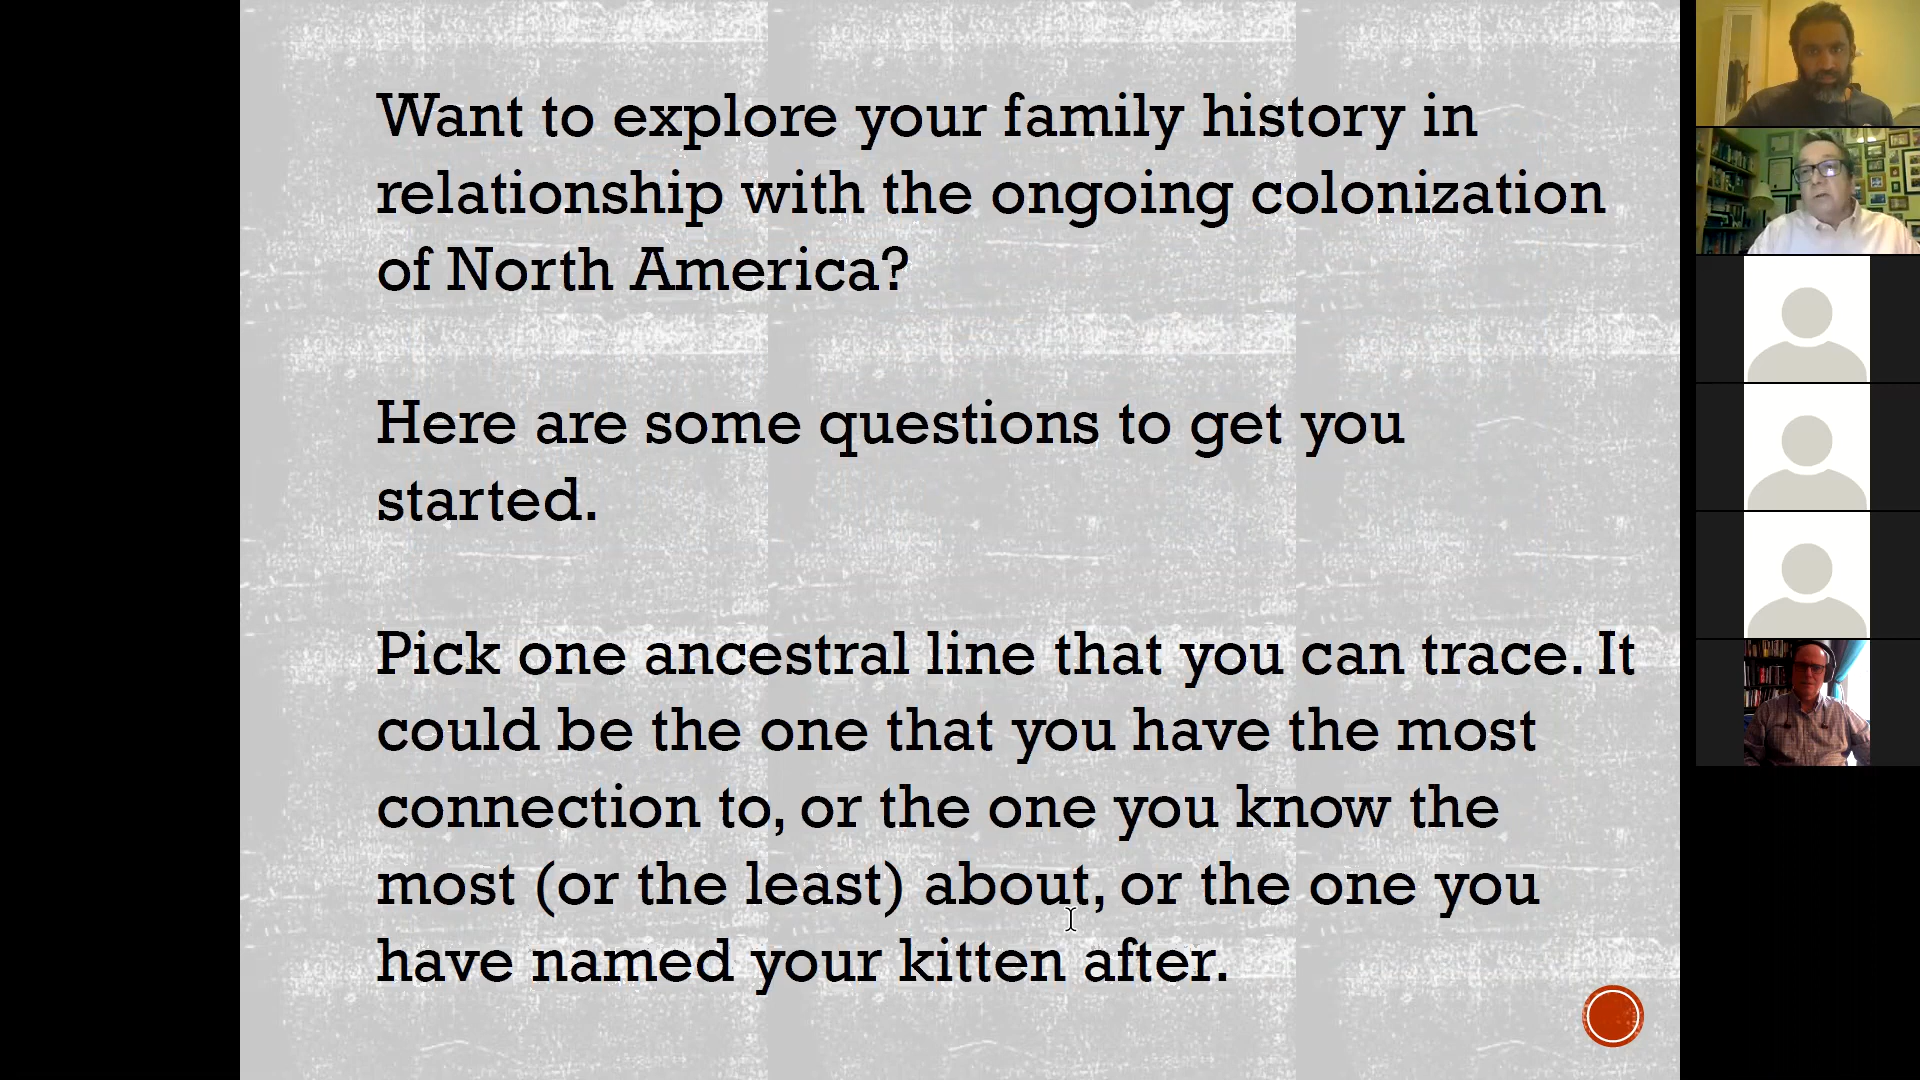 Want to explore your family history in
relationship with the ongoing colonization
of North America?
Here are some questions to get you
started.
Pick one ancestral line that you can trace. It
could be the one that you have the most
connection to, or the one you know the
most (or the least) about, or the one you
have named your kitten after.